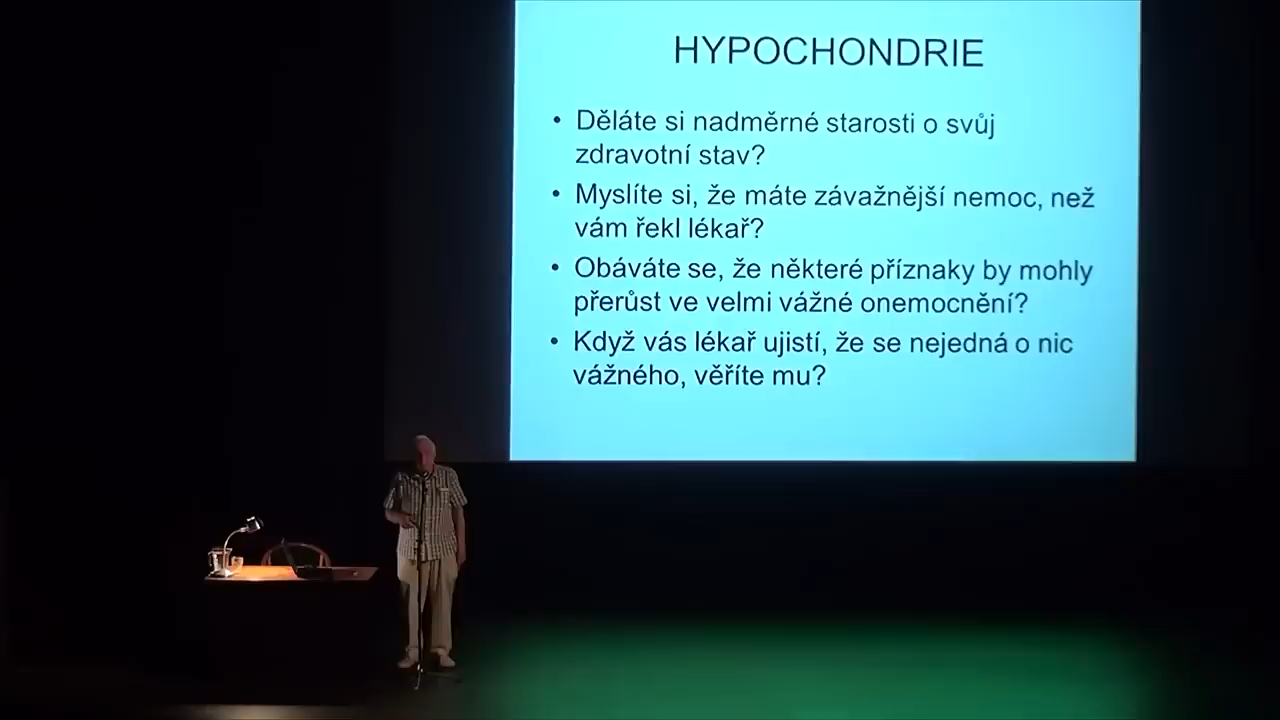 HYPOCHONDRIE
• Děláte si nadměrné starosti o svůj
zdravotní stav?
• Myslíte si, že máte závažnější nemoc, než
vám řekl lékař?
• Obáváte se, že některé příznaky by mohly
přerůst ve velmi vážné onemocnění?
• Když vás lékař ujistí, že se nejedná o nic
vážného, věříte mu?